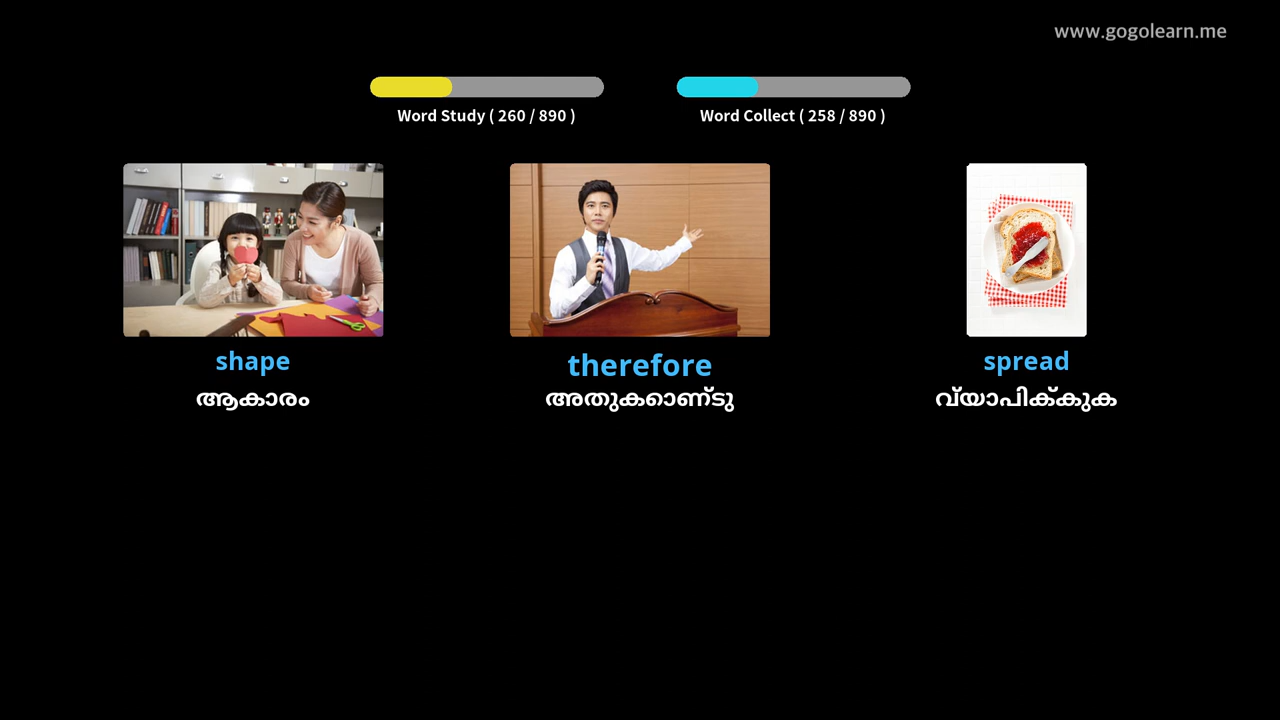 www.gogolearn.me
Word Study ( 260 / 890 )
Word Collect ( 258 / 890 )
shape
therefore
spread
ആകാരം
അതുകൊണ്ടു
വ്യാപിക്കുക